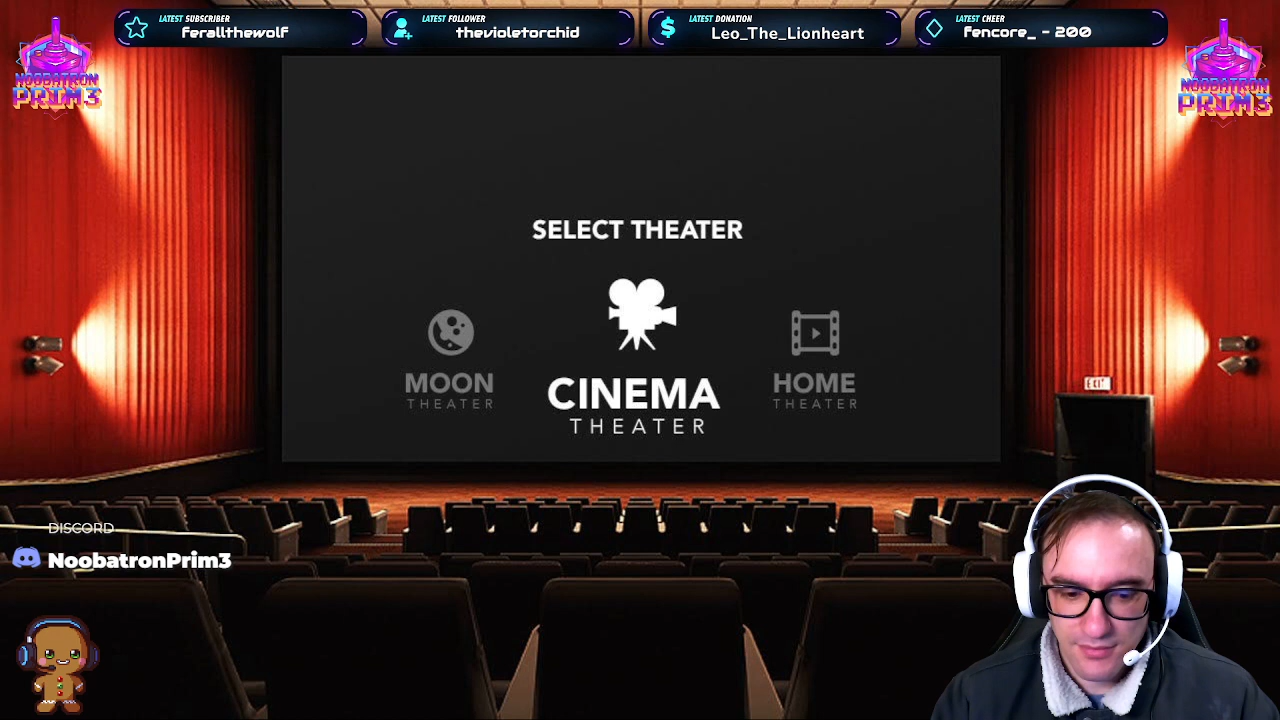 LATEST SUBSCRIBER
ferallthewolf
LATEST FOLLOWER
thevioletorchid
LATEST DONATION
Leo_The_Lionheart
LATEST CHEER
fencore_ - 200
NOOBATRON
PRIM3
NOOBATRON
PRIM3
SELECT THEATER
MOON
THEATER
CINEMA
THEATER
HOME
THEATER
EXIT
DISCORD
NoobatronPrim3